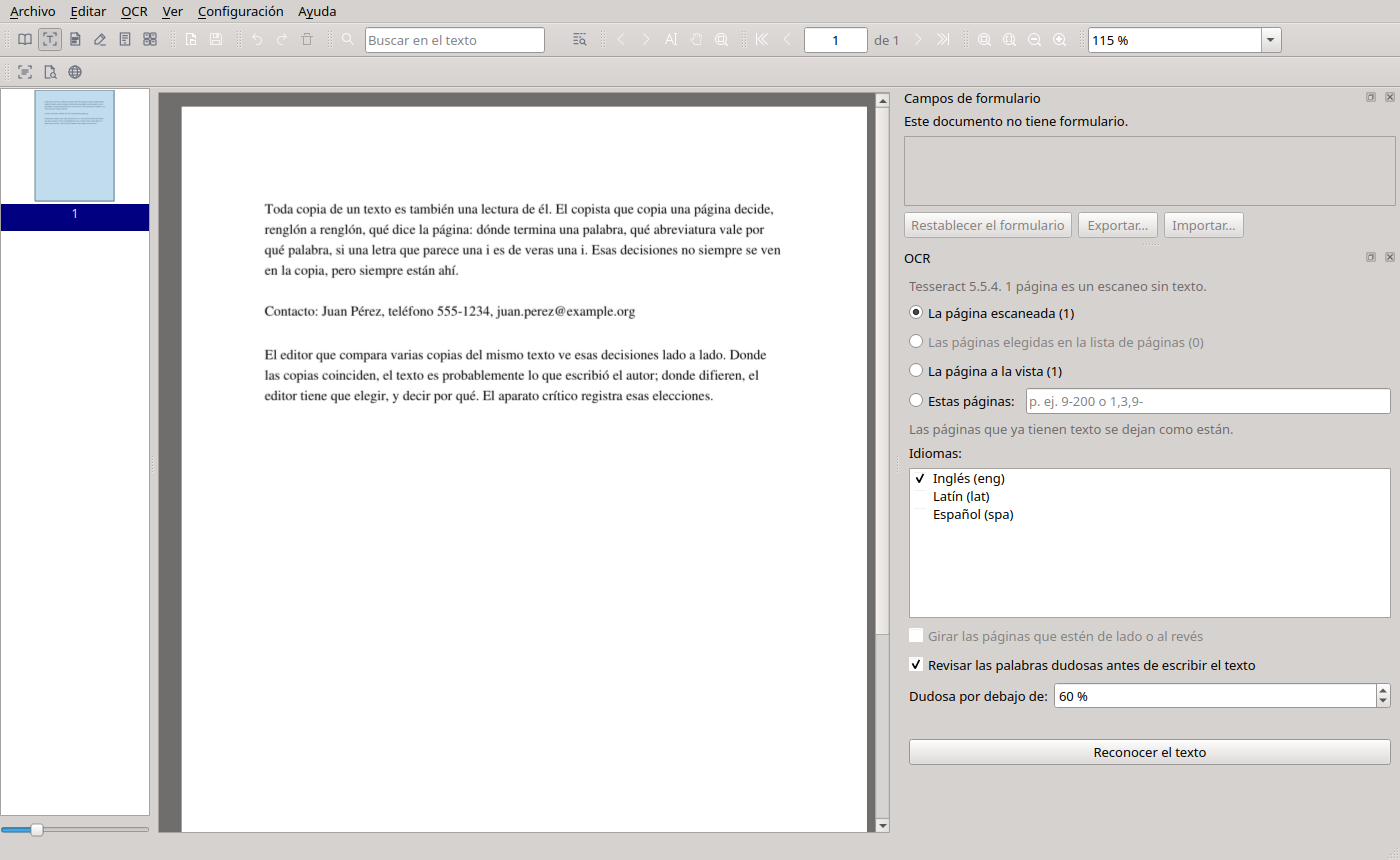 Archivo Editar OCR Ver Configuración Ayuda
Buscar en el texto
1 de 1
115 %
1
Toda copia de un texto es también una lectura de él. El copista que copia una página decide,
renglón a renglón, qué dice la página: dónde termina una palabra, qué abreviatura vale por
qué palabra, si una letra que parece una i es de veras una i. Esas decisiones no siempre se ven
en la copia, pero siempre están ahí.
Contacto: Juan Pérez, teléfono 555-1234, juan.perez@example.org
El editor que compara varias copias del mismo texto ve esas decisiones lado a lado. Donde
las copias coinciden, el texto es probablemente lo que escribió el autor; donde difieren, el
editor tiene que elegir, y decir por qué. El aparato crítico registra esas elecciones.
Campos de formulario
Este documento no tiene formulario.
Restablecer el formulario Exportar... Importar...
OCR
Tesseract 5.5.4. 1 página es un escaneo sin texto.
La página escaneada (1)
Las páginas elegidas en la lista de páginas (0)
La página a la vista (1)
Estas páginas: p. ej. 9-200 o 1,3,9-
Las páginas que ya tienen texto se dejan como están.
Idiomas:
Inglés (eng)
Latín (lat)
Español (spa)
Girar las páginas que estén de lado o al revés
Revisar las palabras dudosas antes de escribir el texto
Dudosa por debajo de: 60 %
Reconocer el texto